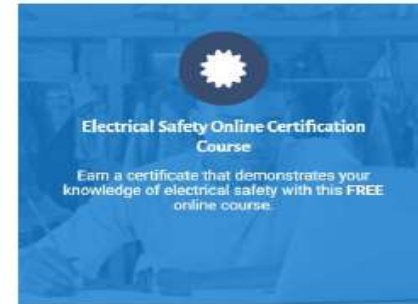 Electrical Safety Online Certification
Course
Earn a certificate that demonstrates your
knowledge of electrical safety with this FREE
online course.